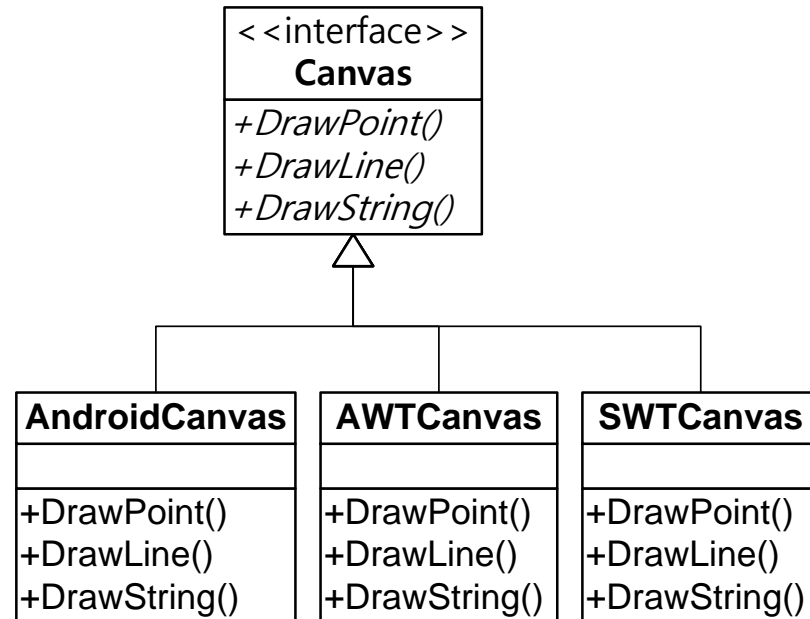 <<interface>>
Canvas
+DrawPoint()
+DrawLine()
+DrawString()
AndroidCanvas
+DrawPoint()
+DrawLine()
+DrawString()
AWTCanvas
+DrawPoint()
+DrawLine()
+DrawString()
SWTCanvas
+DrawPoint()
+DrawLine()
+DrawString()